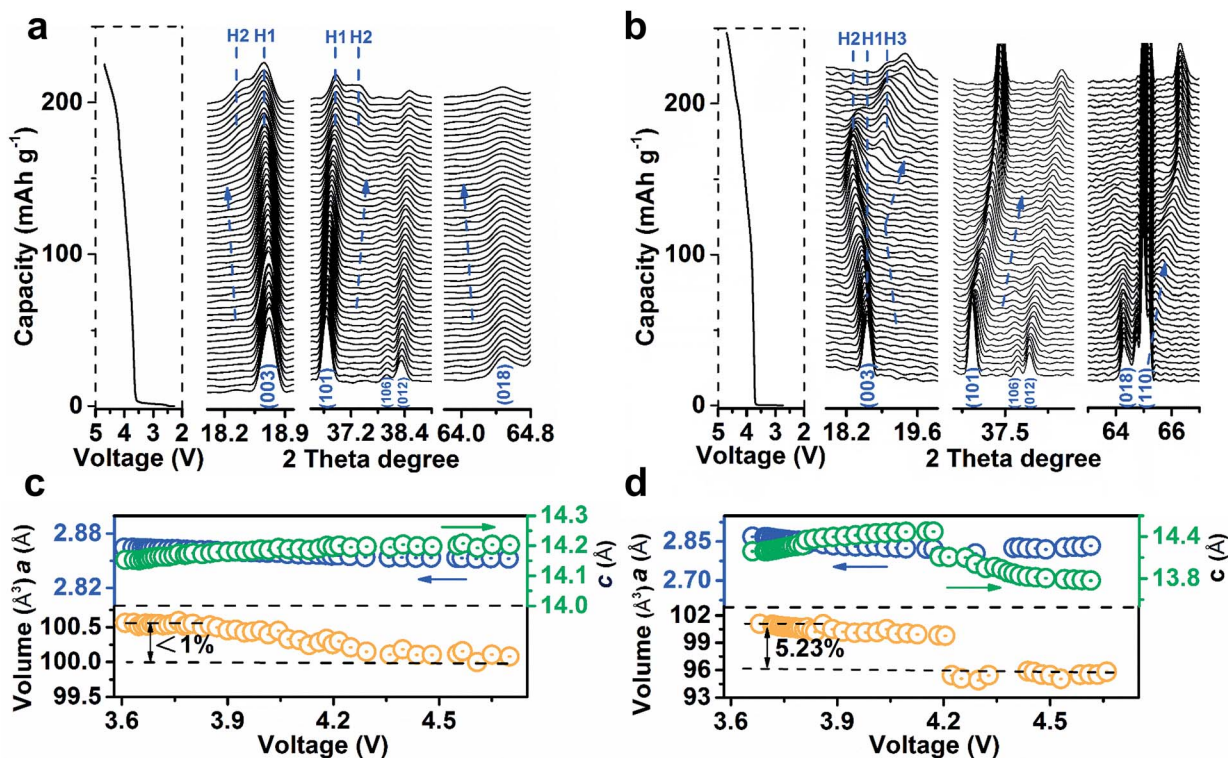 a
b
H2 H1
H1 H2
H2 H1 H3
Capacity (mAh g⁻¹)
200
100
0
5 4 3 2
Voltage (V)
(003)
(101)
(106)
(012)
(018)
18.2 18.9
37.2 38.4
64.0 64.8
2 Theta degree
Capacity (mAh g⁻¹)
200
100
0
5 4 3 2
Voltage (V)
(003)
(101)
(106)
(012)
(018)
(110)
18.2 19.6
37.5
64 66
2 Theta degree
c
Volume (Å³) a (Å)
2.88
2.82
100.5
100.0
99.5
14.3
14.2
14.1
14.0
c (Å)
<1%
3.6 3.9 4.2 4.5
Voltage (V)
d
Volume (Å³) a (Å)
2.85
2.70
102
99
96
93
14.4
13.8
c (Å)
5.23%
3.6 3.9 4.2 4.5
Voltage (V)